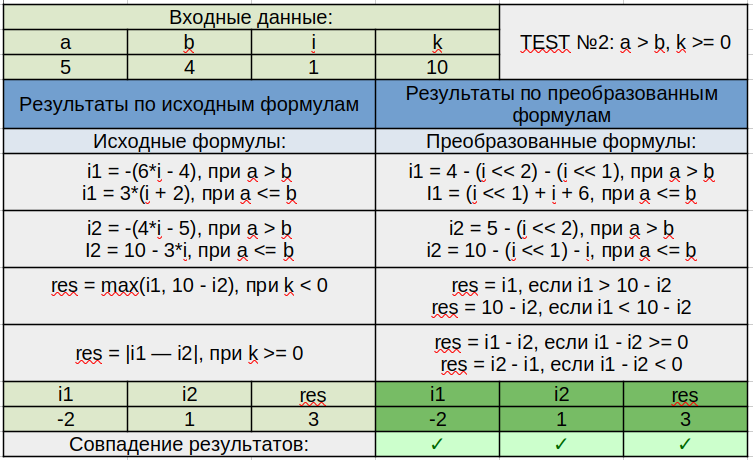 Входные данные:
TEST №2: a > b, k >= 0
a b i k
5 4 1 10
Результаты по исходным формулам
Результаты по преобразованным
формулам
Исходные формулы:
Преобразованные формулы:
i1 = -(6*i - 4), при a > b
i1 = 3*(i + 2), при a <= b
i1 = 4 - (i << 2) - (i << 1), при a > b
I1 = (i << 1) + i + 6, при a <= b
i2 = -(4*i - 5), при a > b
I2 = 10 - 3*i, при a <= b
i2 = 5 - (i << 2), при a > b
i2 = 10 - (i << 1) - i, при a <= b
res = max(i1, 10 - i2), при k < 0
res = i1, если i1 > 10 - i2
res = 10 - i2, если i1 < 10 - i2
res = |i1 — i2|, при k >= 0
res = i1 - i2, если i1 - i2 >= 0
res = i2 - i1, если i1 - i2 < 0
i1 i2 res i1 i2 res
-2 1 3 -2 1 3
Совпадение результатов: ✓ ✓ ✓